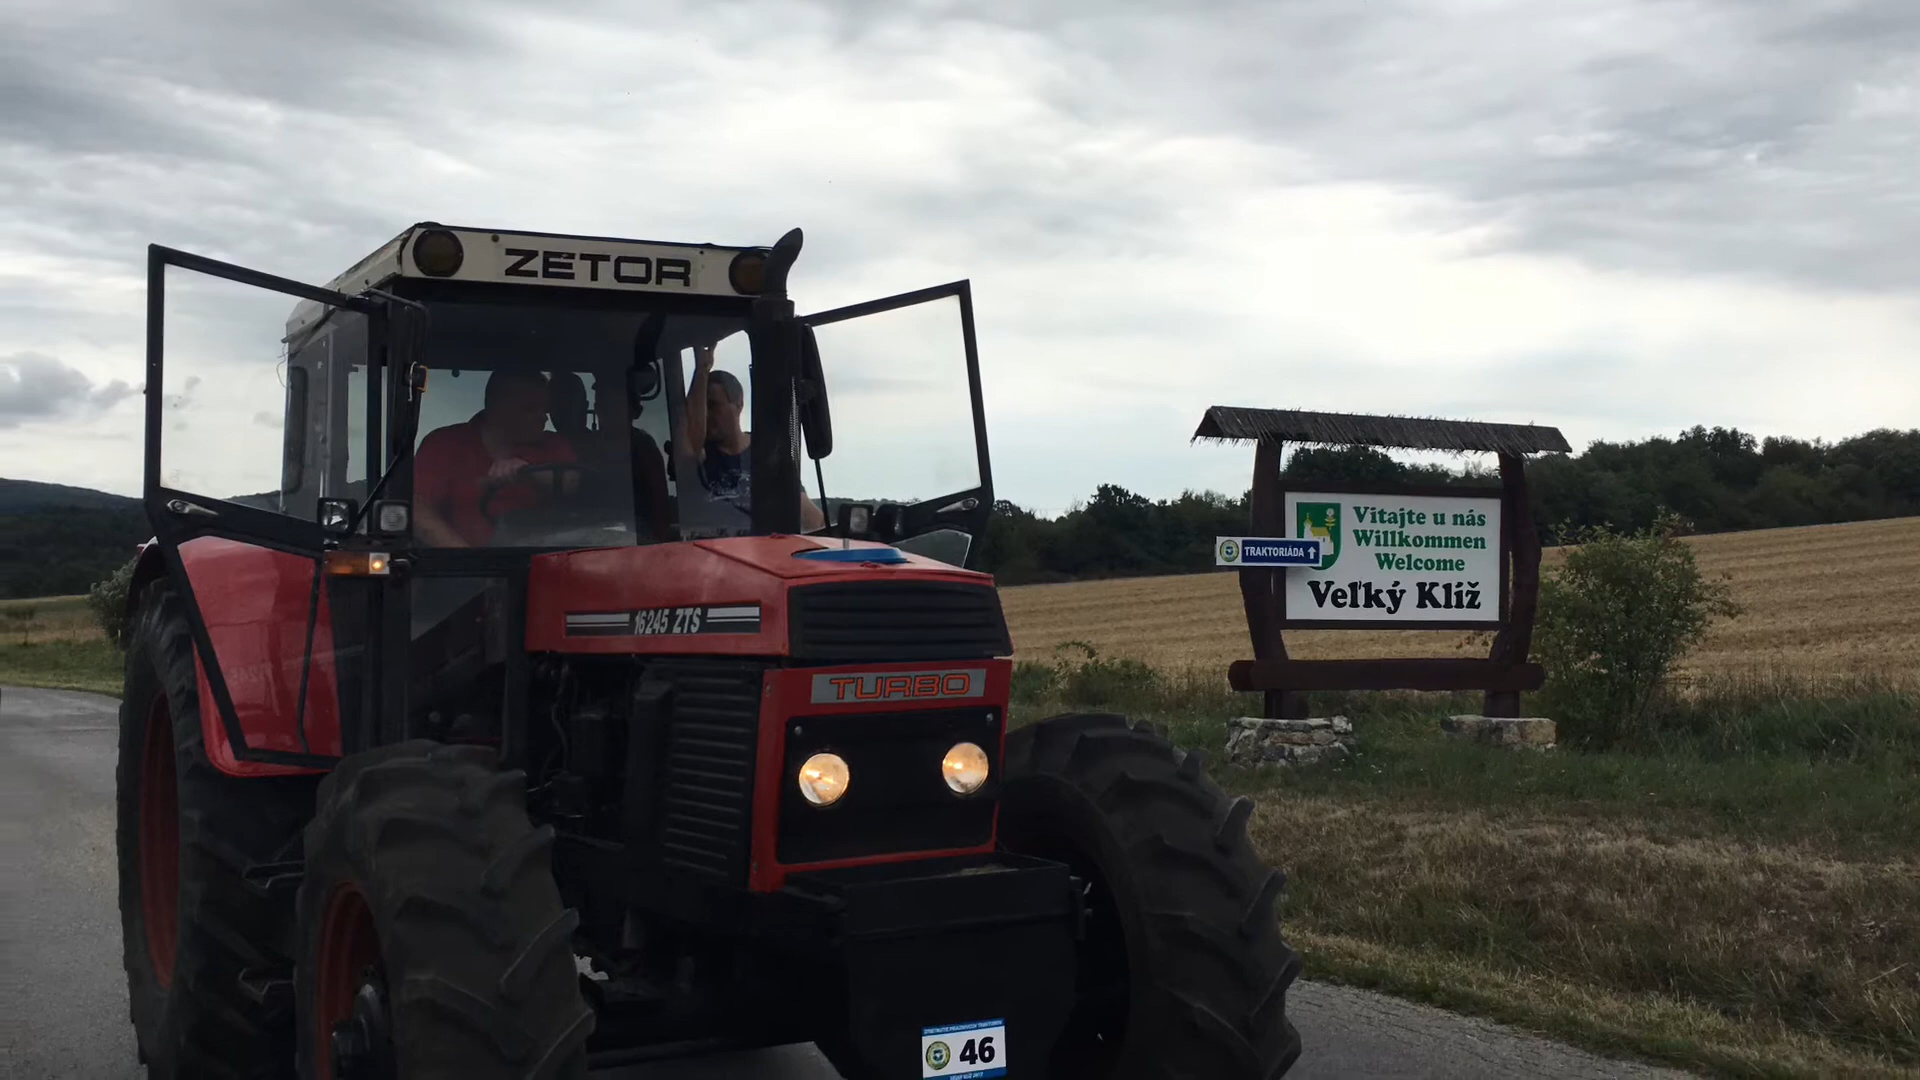 ZETOR
16245 ZTS
TURBO
46
TRAKTORIÁDA
Vitajte u nás
Willkommen
Welcome
Veľký Klíž